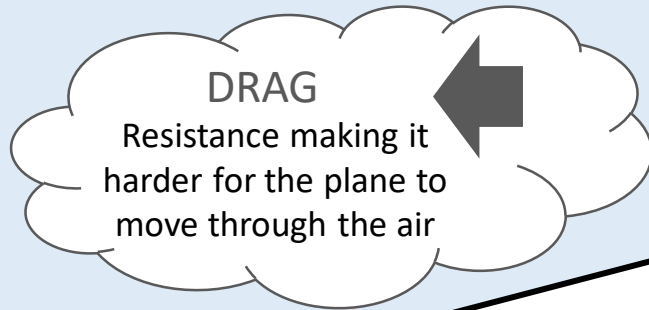 DRAG
Resistance making it
harder for the plane to
move through the air